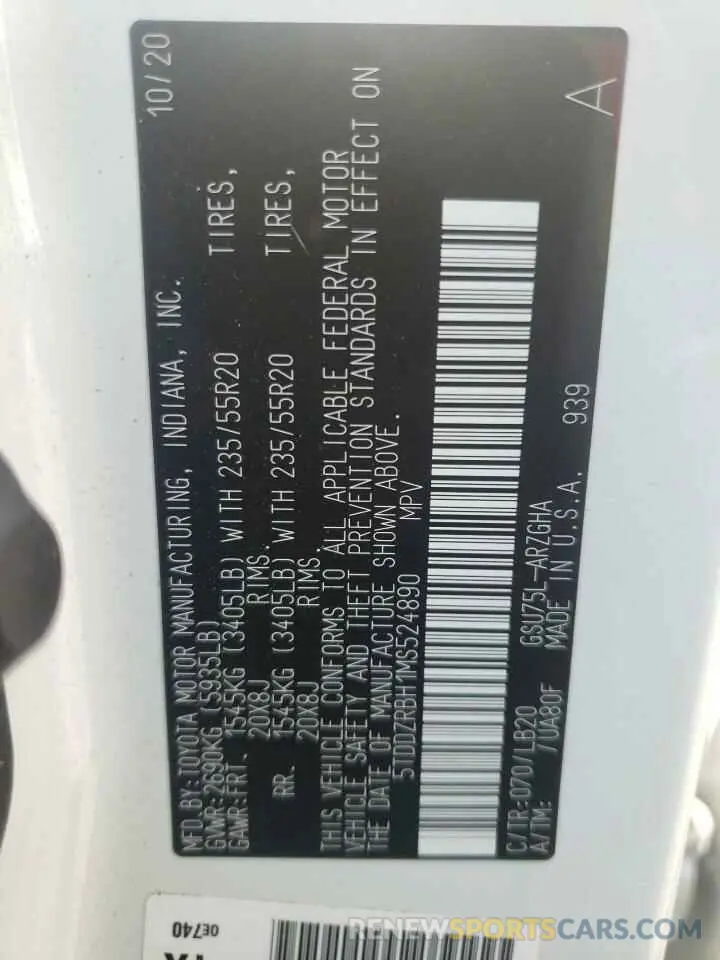 MFD.BY:TOYOTA MOTOR MANUFACTURING, INDIANA, INC. 10/20
GVWR:2690KG (5935LB)
GAWR:FRT. 1545KG (3405LB) WITH 235/55R20 TIRES,
20X8J RIMS.
RR. 1545KG (3405LB) WITH 235/55R20 TIRES,
20X8J RIMS.
THIS VEHICLE CONFORMS TO ALL APPLICABLE FEDERAL MOTOR
VEHICLE SAFETY AND THEFT PREVENTION STANDARDS IN EFFECT ON
THE DATE OF MANUFACTURE SHOWN ABOVE.
5TDDZRBH1MS524890 MPV
C/TR:070/LB20 GSU75L-ARZGHA
A/TM: /UA80F MADE IN U.S.A. 939
A
0E740
RENEWSPORTSCARS.COM